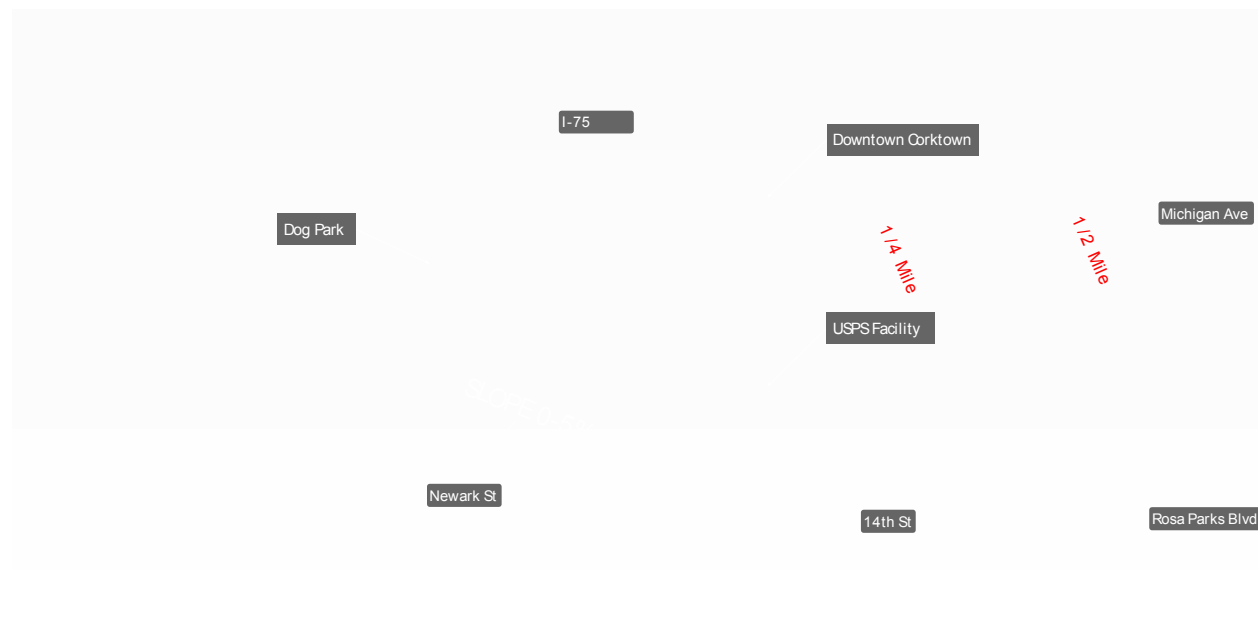 I-75
Downtown Corktown
Dog Park
Michigan Ave
1/4 Mile
1/2 Mile
USPS Facility
Newark St
14th St
Rosa Parks Blvd